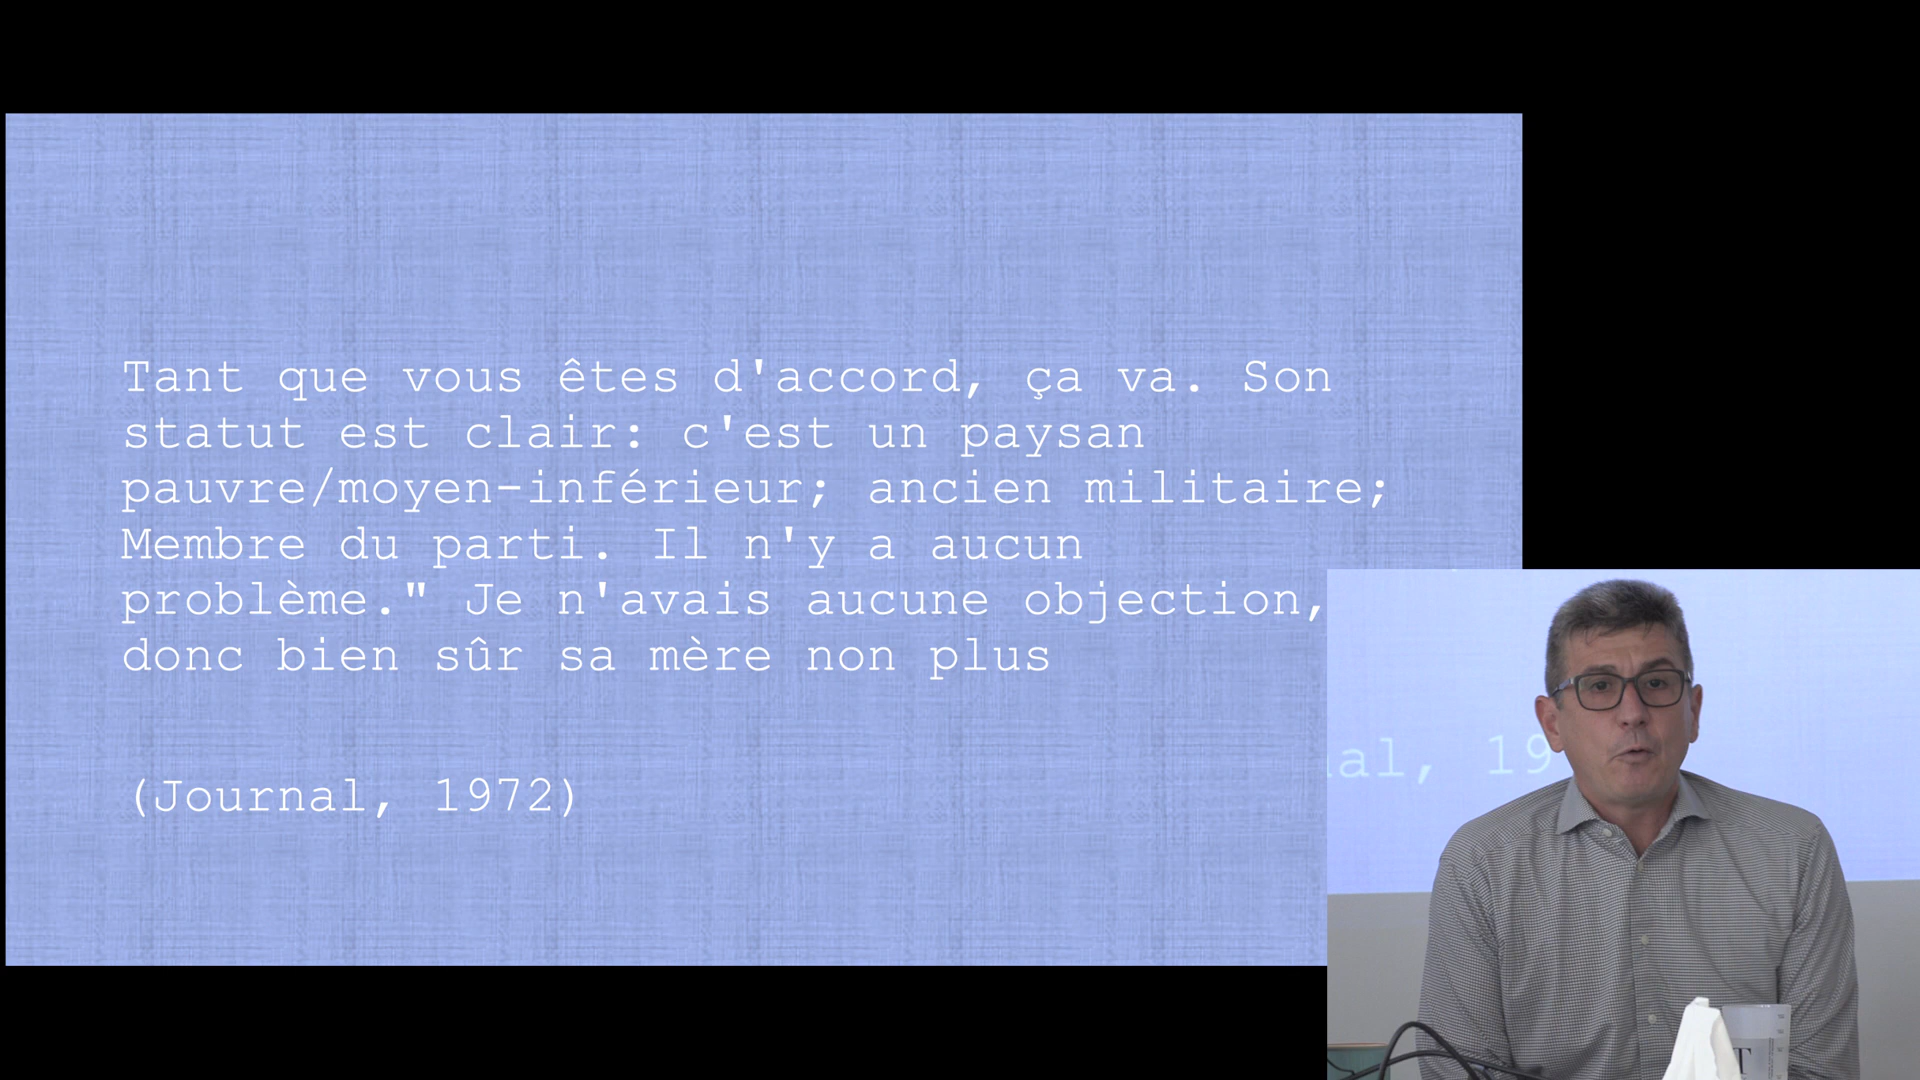 Tant que vous êtes d'accord, ça va. Son
statut est clair: c'est un paysan
pauvre/moyen-inférieur; ancien militaire;
Membre du parti. Il n'y a aucun
problème." Je n'avais aucune objection,
donc bien sûr sa mère non plus
(Journal, 1972)
al, 19
T